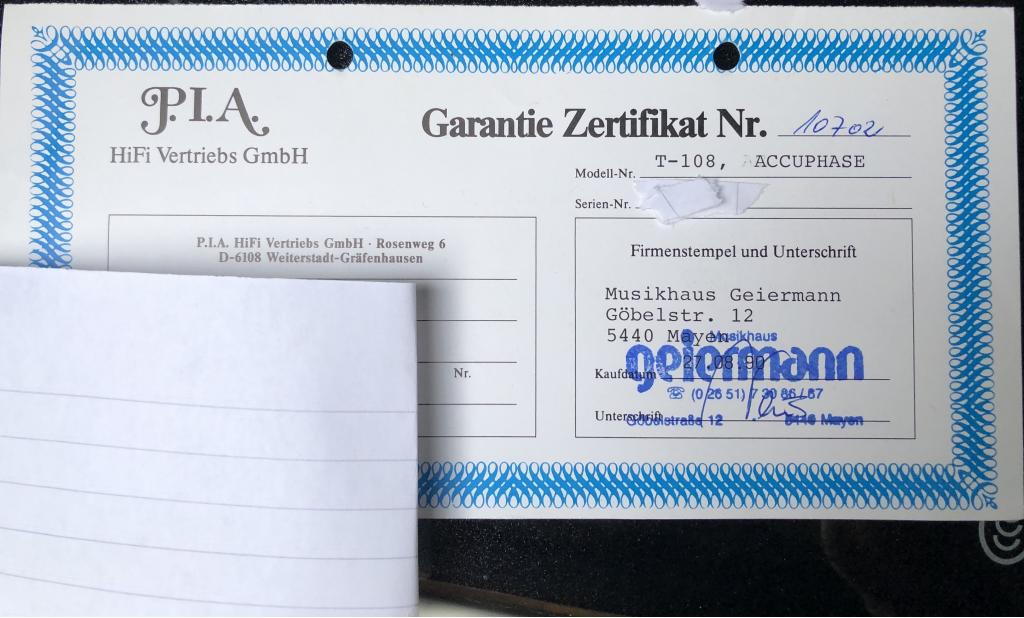 P.I.A.
HiFi Vertriebs GmbH
Garantie Zertifikat Nr. 10702
Modell-Nr. T-108, ACCUPHASE
Serien-Nr.
P.I.A. HiFi Vertriebs GmbH · Rosenweg 6
D-6108 Weiterstadt-Gräfenhausen
Nr.
Firmenstempel und Unterschrift
Musikhaus Geiermann
Göbelstr. 12
5440 Mayen
Musikhaus
geiermann
Kaufdatum 27.08.90
☏ (0 26 51) 7 30 66 / 67
Unterschrift
Göbelstraße 12 5440 Mayen